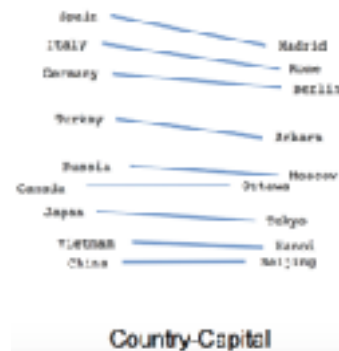 Spain
Madrid
Italy
Rome
Germany
Berlin
Turkey
Ankara
Russia
Moscow
Canada
Ottawa
Japan
Tokyo
Vietnam
Hanoi
China
Beijing
Country-Capital